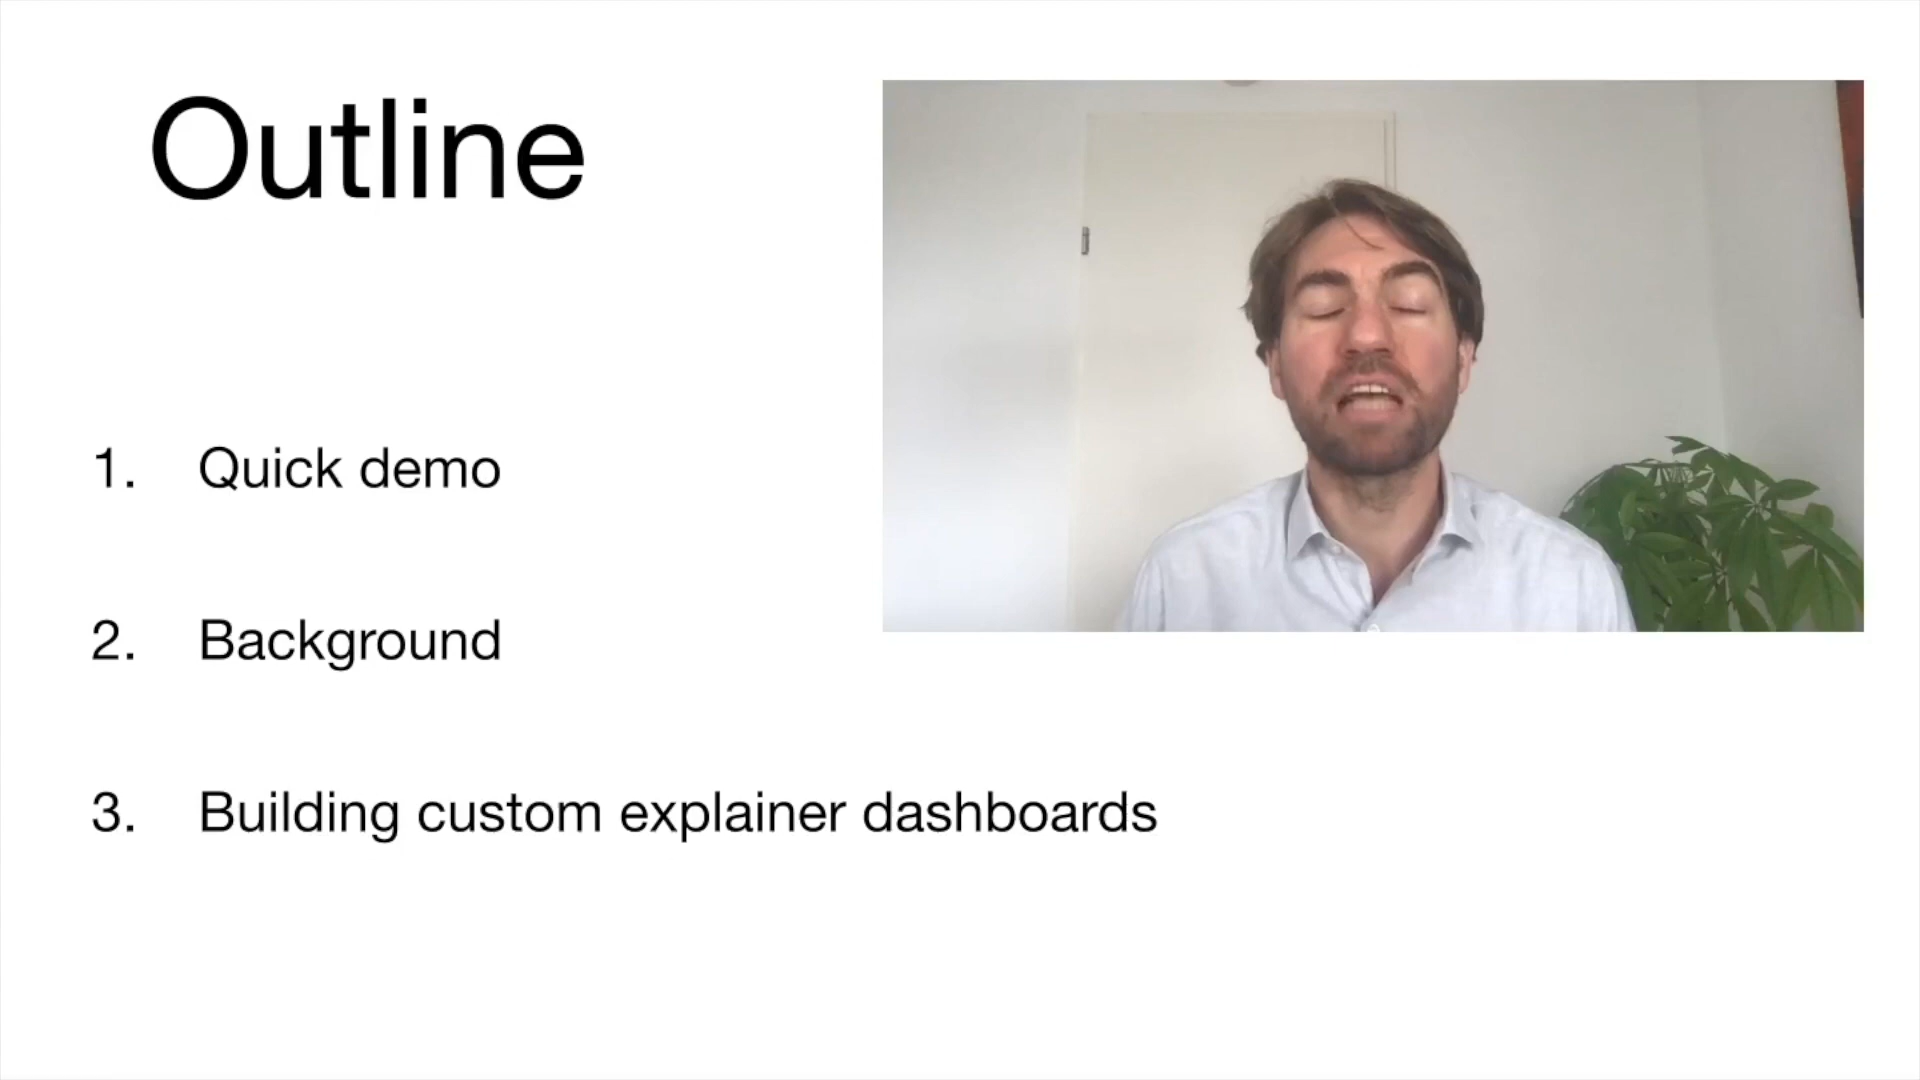 Outline
1. Quick demo
2. Background
3. Building custom explainer dashboards